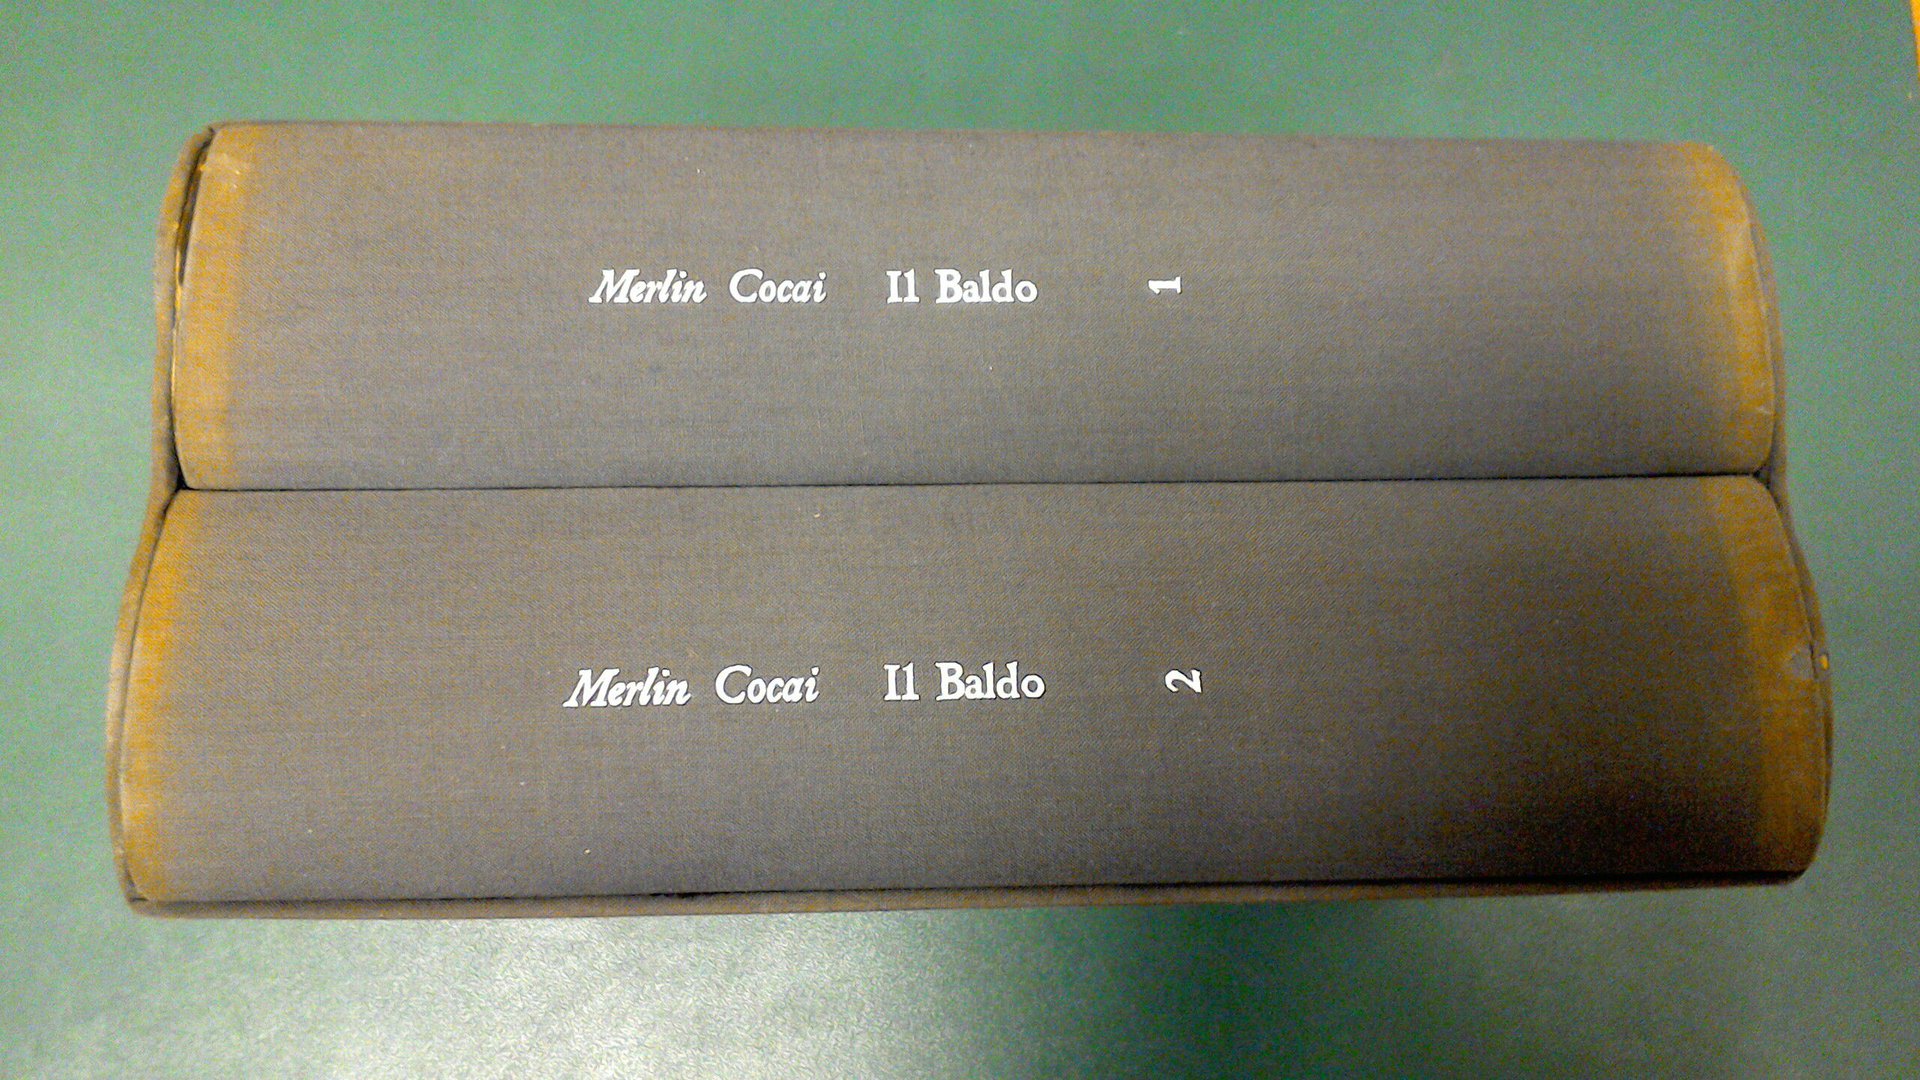 Merlin Cocai Il Baldo 1
Merlin Cocai Il Baldo 2